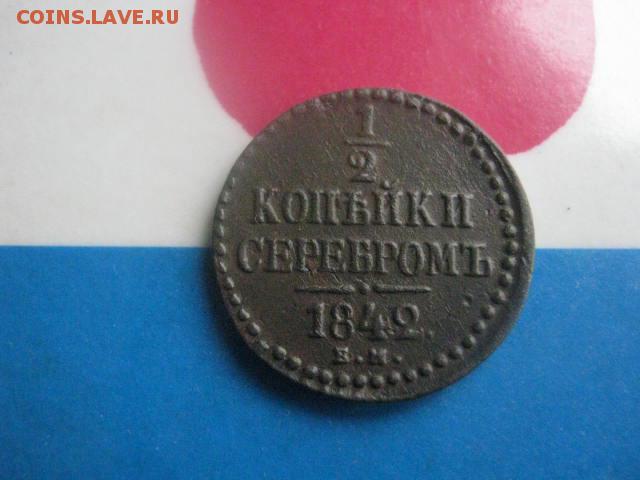 COINS.LAVE.RU
1
2
КОПѢЙКИ
СЕРЕБРОМЪ
1842.
Е.М.